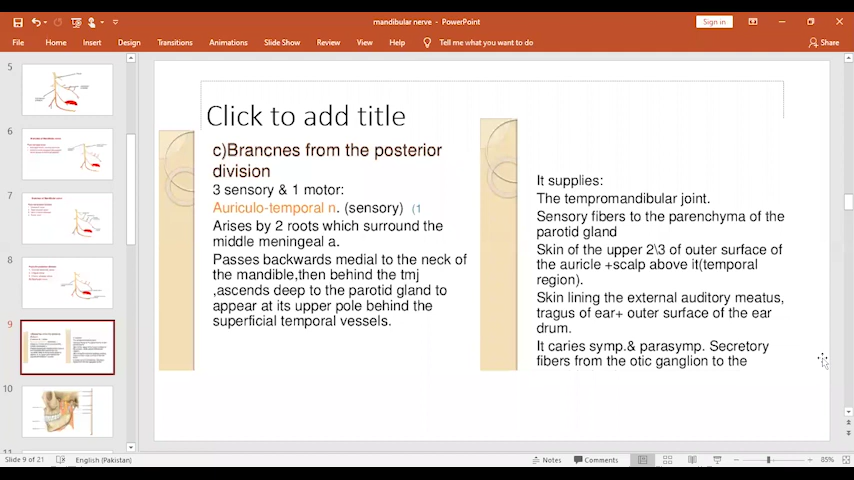 mandibular nerve - PowerPoint
Sign in
File Home Insert Design Transitions Animations Slide Show Review View Help Tell me what you want to do
Share
5
6
7
8
9
10
Click to add title
c)Brancnes from the posterior
division
3 sensory & 1 motor:
Auriculo-temporal n. (sensory) (1
Arises by 2 roots which surround the
middle meningeal a.
Passes backwards medial to the neck of
the mandible,then behind the tmj
,ascends deep to the parotid gland to
appear at its upper pole behind the
superficial temporal vessels.
It supplies:
The tempromandibular joint.
Sensory fibers to the parenchyma of the
parotid gland
Skin of the upper 2\3 of outer surface of
the auricle +scalp above it(temporal
region).
Skin lining the external auditory meatus,
tragus of ear+ outer surface of the ear
drum.
It caries symp.& parasymp. Secretory
fibers from the otic ganglion to the
Slide 9 of 21 English (Pakistan)
Notes Comments 85%